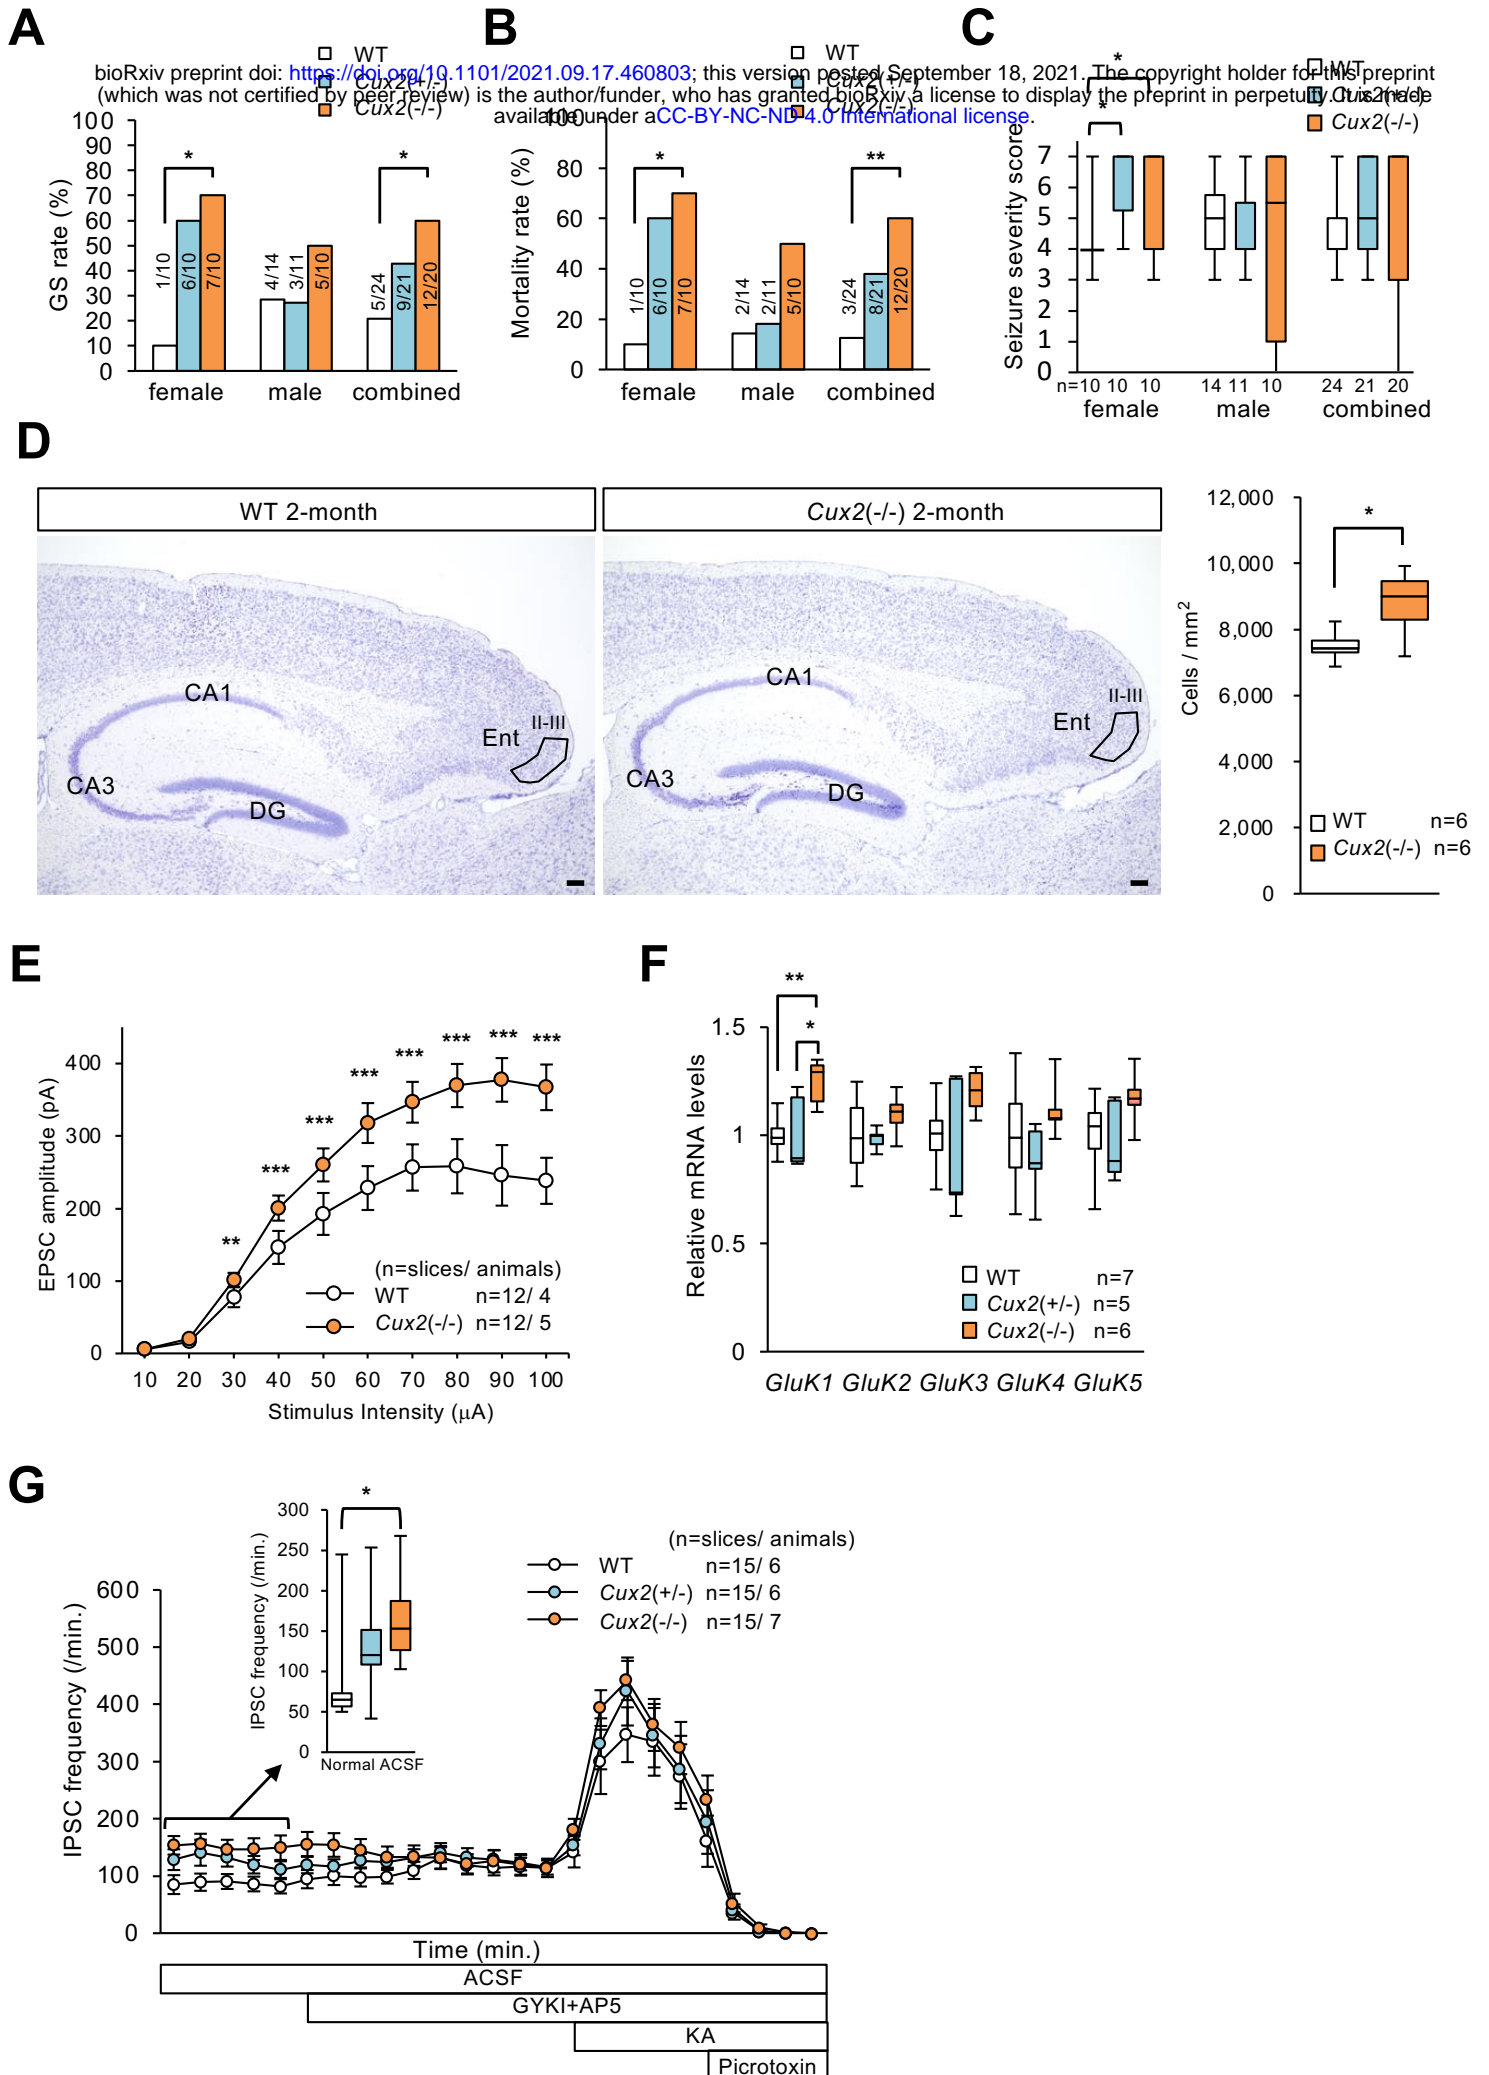 A
B
C
WT
Cux2(+/-)
Cux2(-/-)
WT
Cux2(+/-)
Cux2(-/-)
WT
Cux2(+/-)
Cux2(-/-)
bioRxiv preprint doi: https://doi.org/10.1101/2021.09.17.460803; this version posted September 18, 2021. The copyright holder for this preprint
(which was not certified by peer review) is the author/funder, who has granted bioRxiv a license to display the preprint in perpetuity. It is made
available under aCC-BY-NC-ND 4.0 International license.
GS rate (%)
100
90
80
70
60
50
40
30
20
10
0
* *
1/10 6/10 7/10 4/14 3/11 5/10 5/24 9/21 12/20
female male combined
Mortality rate (%)
100
80
60
40
20
0
* **
1/10 6/10 7/10 2/14 2/11 5/10 3/24 8/21 12/20
female male combined
Seizure severity score
*
*
7
6
5
4
3
2
1
0
n=10 10 10 14 11 10 24 21 20
female male combined
D
WT 2-month
Cux2(-/-) 2-month
CA1
CA3
DG
Ent
II-III
CA1
CA3
DG
Ent
II-III
Cells / mm2
12,000
10,000
8,000
6,000
4,000
2,000
0
*
WT n=6
Cux2(-/-) n=6
E
EPSC amplitude (pA)
400
300
200
100
0
** *** *** *** *** *** *** ***
(n=slices/ animals)
WT n=12/ 4
Cux2(-/-) n=12/ 5
10 20 30 40 50 60 70 80 90 100
Stimulus Intensity (μA)
F
Relative mRNA levels
1.5
1
0.5
0
**
*
WT n=7
Cux2(+/-) n=5
Cux2(-/-) n=6
GluK1 GluK2 GluK3 GluK4 GluK5
G
IPSC frequency (/min.)
300
250
200
150
100
50
0
*
Normal ACSF
(n=slices/ animals)
WT n=15/ 6
Cux2(+/-) n=15/ 6
Cux2(-/-) n=15/ 7
IPSC frequency (/min.)
600
500
400
300
200
100
0
Time (min.)
ACSF
GYKI+AP5
KA
Picrotoxin